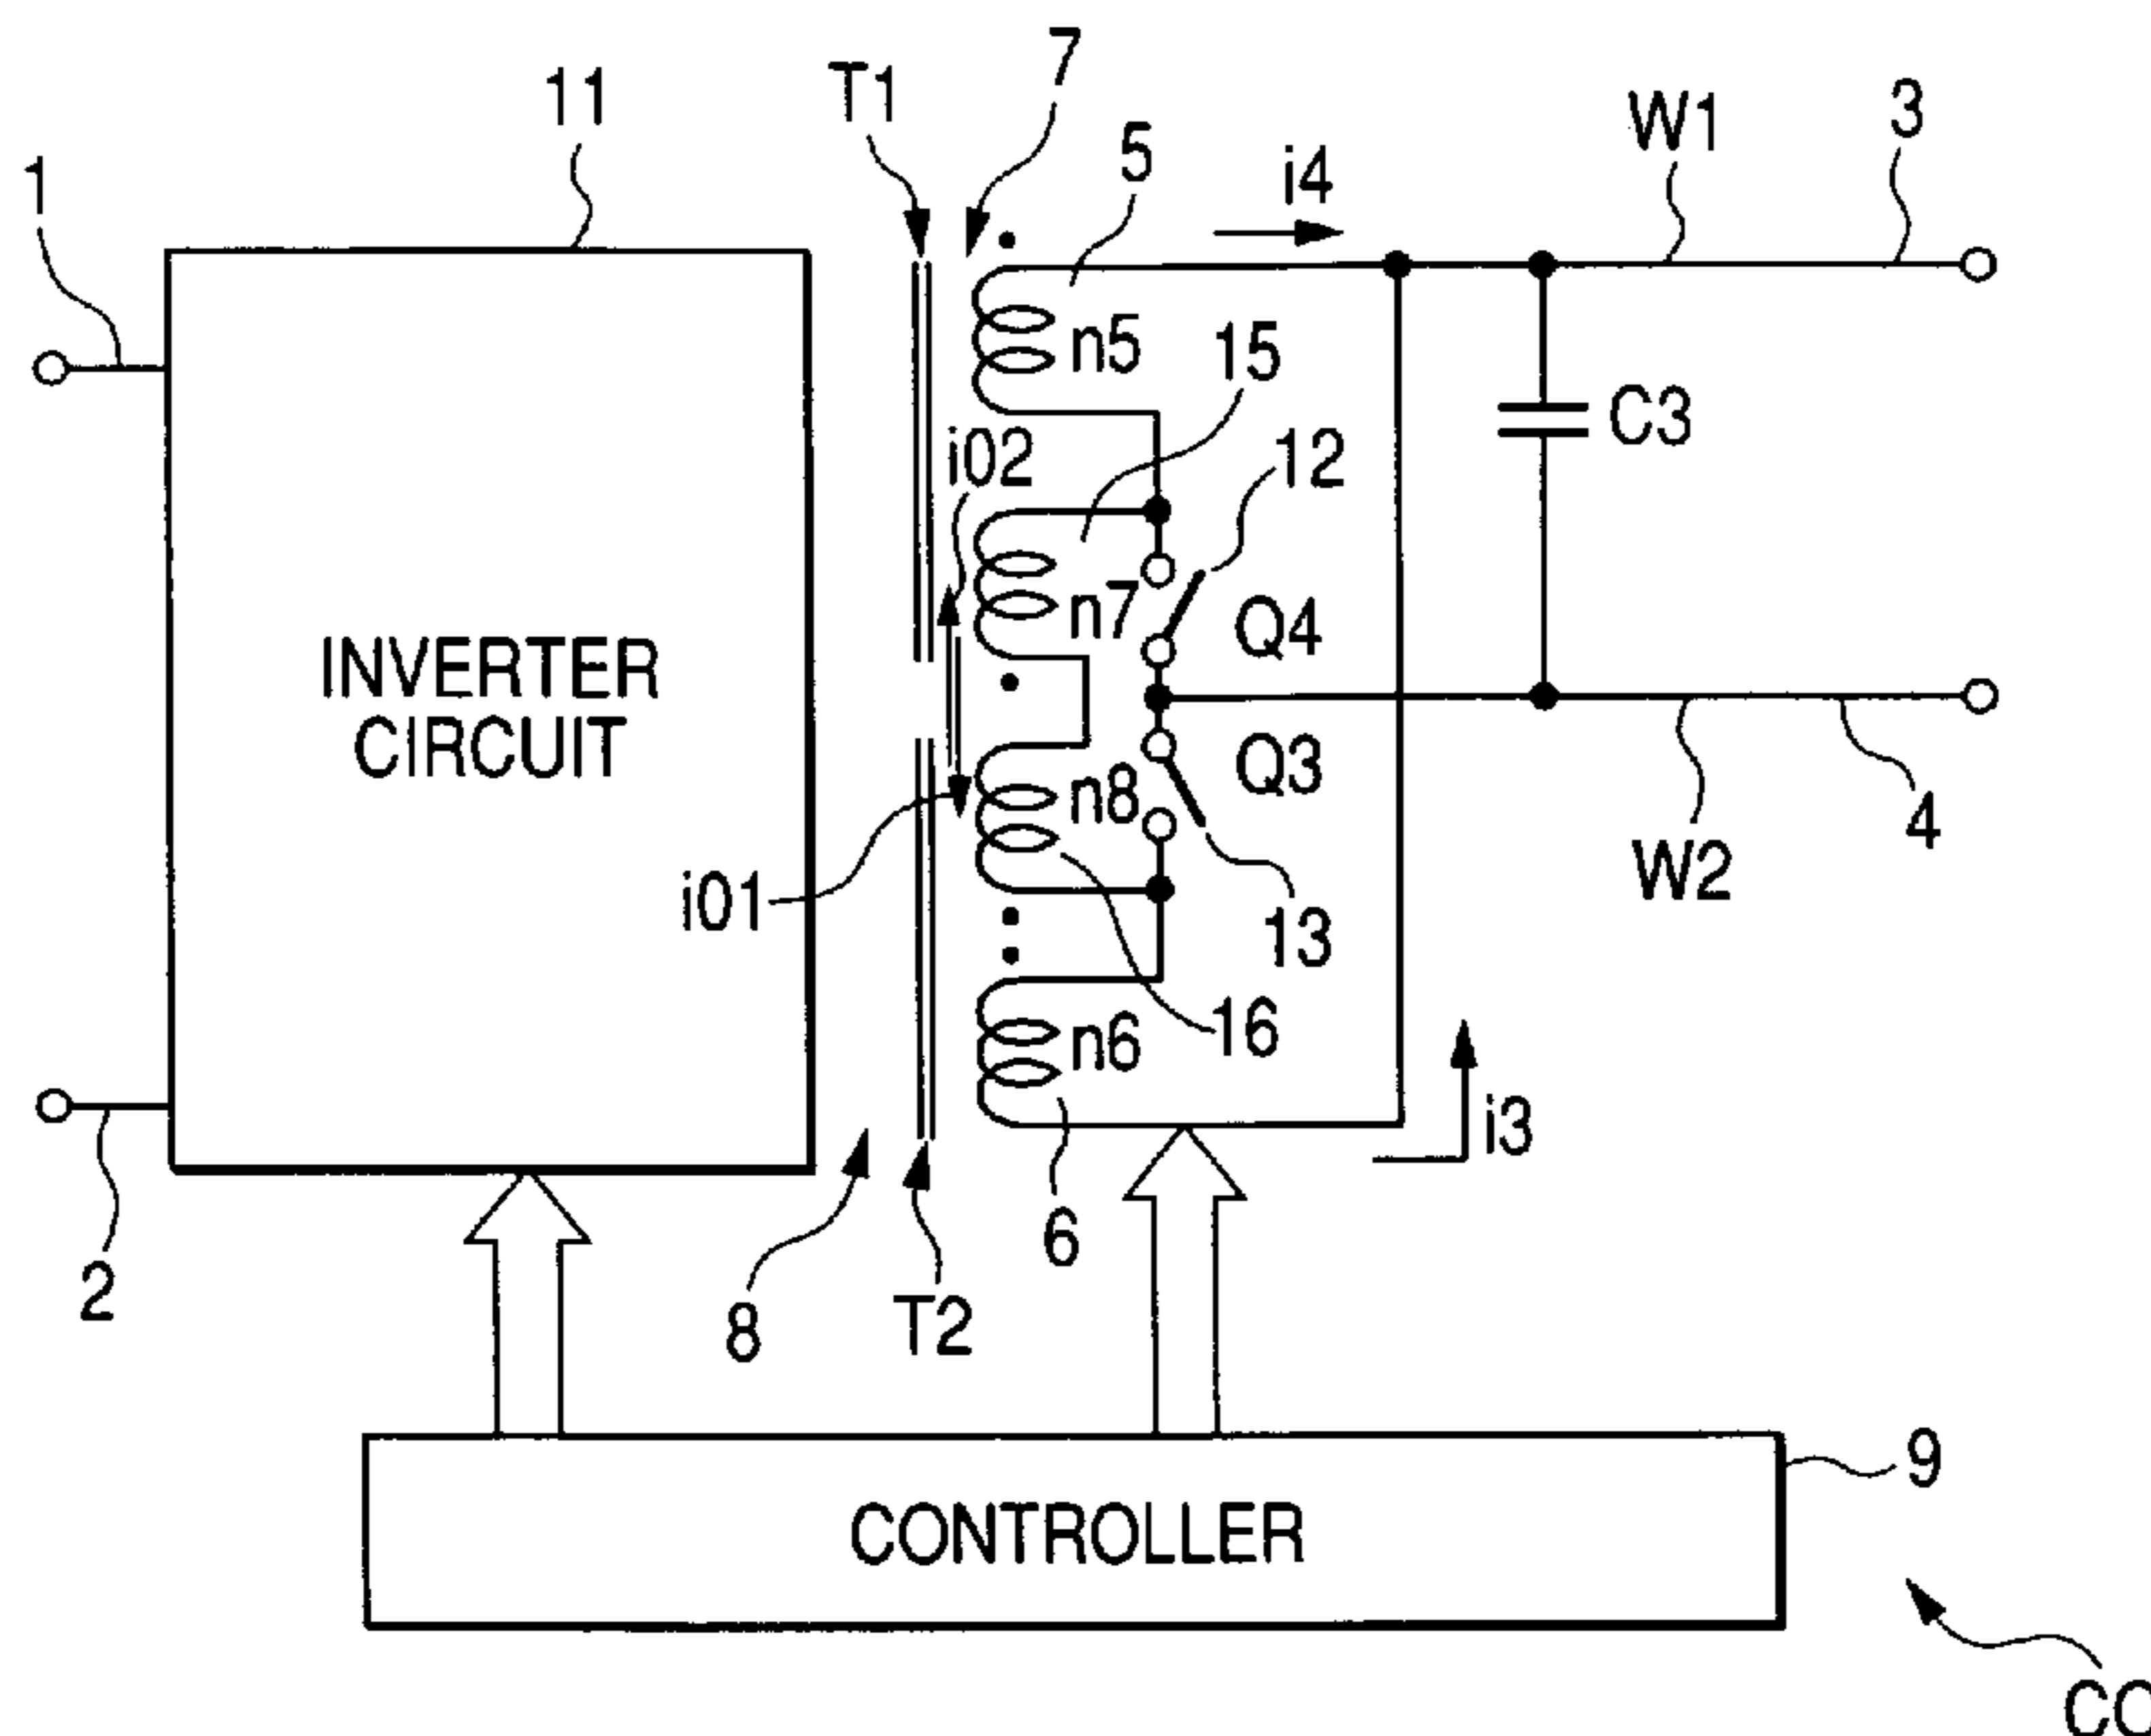 7
11
T1
W1
3
5
i4
1
n5
15
C3
i02
12
n7
Q4
INVERTER
CIRCUIT
Q3
n8
4
W2
i01
13
16
n6
i3
6
2
8
T2
9
CONTROLLER